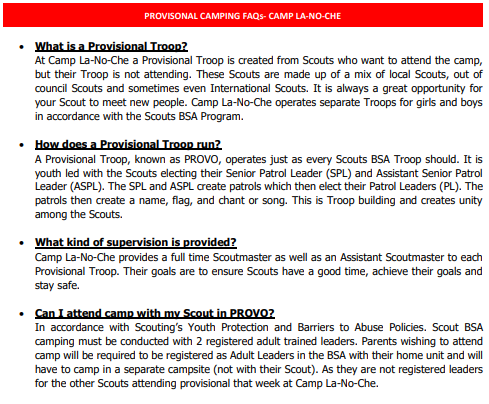 PROVISONAL CAMPING FAQs- CAMP LA-NO-CHE
• What is a Provisional Troop?
At Camp La-No-Che a Provisional Troop is created from Scouts who want to attend the camp,
but their Troop is not attending. These Scouts are made up of a mix of local Scouts, out of
council Scouts and sometimes even International Scouts. It is always a great opportunity for
your Scout to meet new people. Camp La-No-Che operates separate Troops for girls and boys
in accordance with the Scouts BSA Program.
• How does a Provisional Troop run?
A Provisional Troop, known as PROVO, operates just as every Scouts BSA Troop should. It is
youth led with the Scouts electing their Senior Patrol Leader (SPL) and Assistant Senior Patrol
Leader (ASPL). The SPL and ASPL create patrols which then elect their Patrol Leaders (PL). The
patrols then create a name, flag, and chant or song. This is Troop building and creates unity
among the Scouts.
• What kind of supervision is provided?
Camp La-No-Che provides a full time Scoutmaster as well as an Assistant Scoutmaster to each
Provisional Troop. Their goals are to ensure Scouts have a good time, achieve their goals and
stay safe.
• Can I attend camp with my Scout in PROVO?
In accordance with Scouting's Youth Protection and Barriers to Abuse Policies. Scout BSA
camping must be conducted with 2 registered adult trained leaders. Parents wishing to attend
camp will be required to be registered as Adult Leaders in the BSA with their home unit and will
have to camp in a separate campsite (not with their Scout). As they are not registered leaders
for the other Scouts attending provisional that week at Camp La-No-Che.